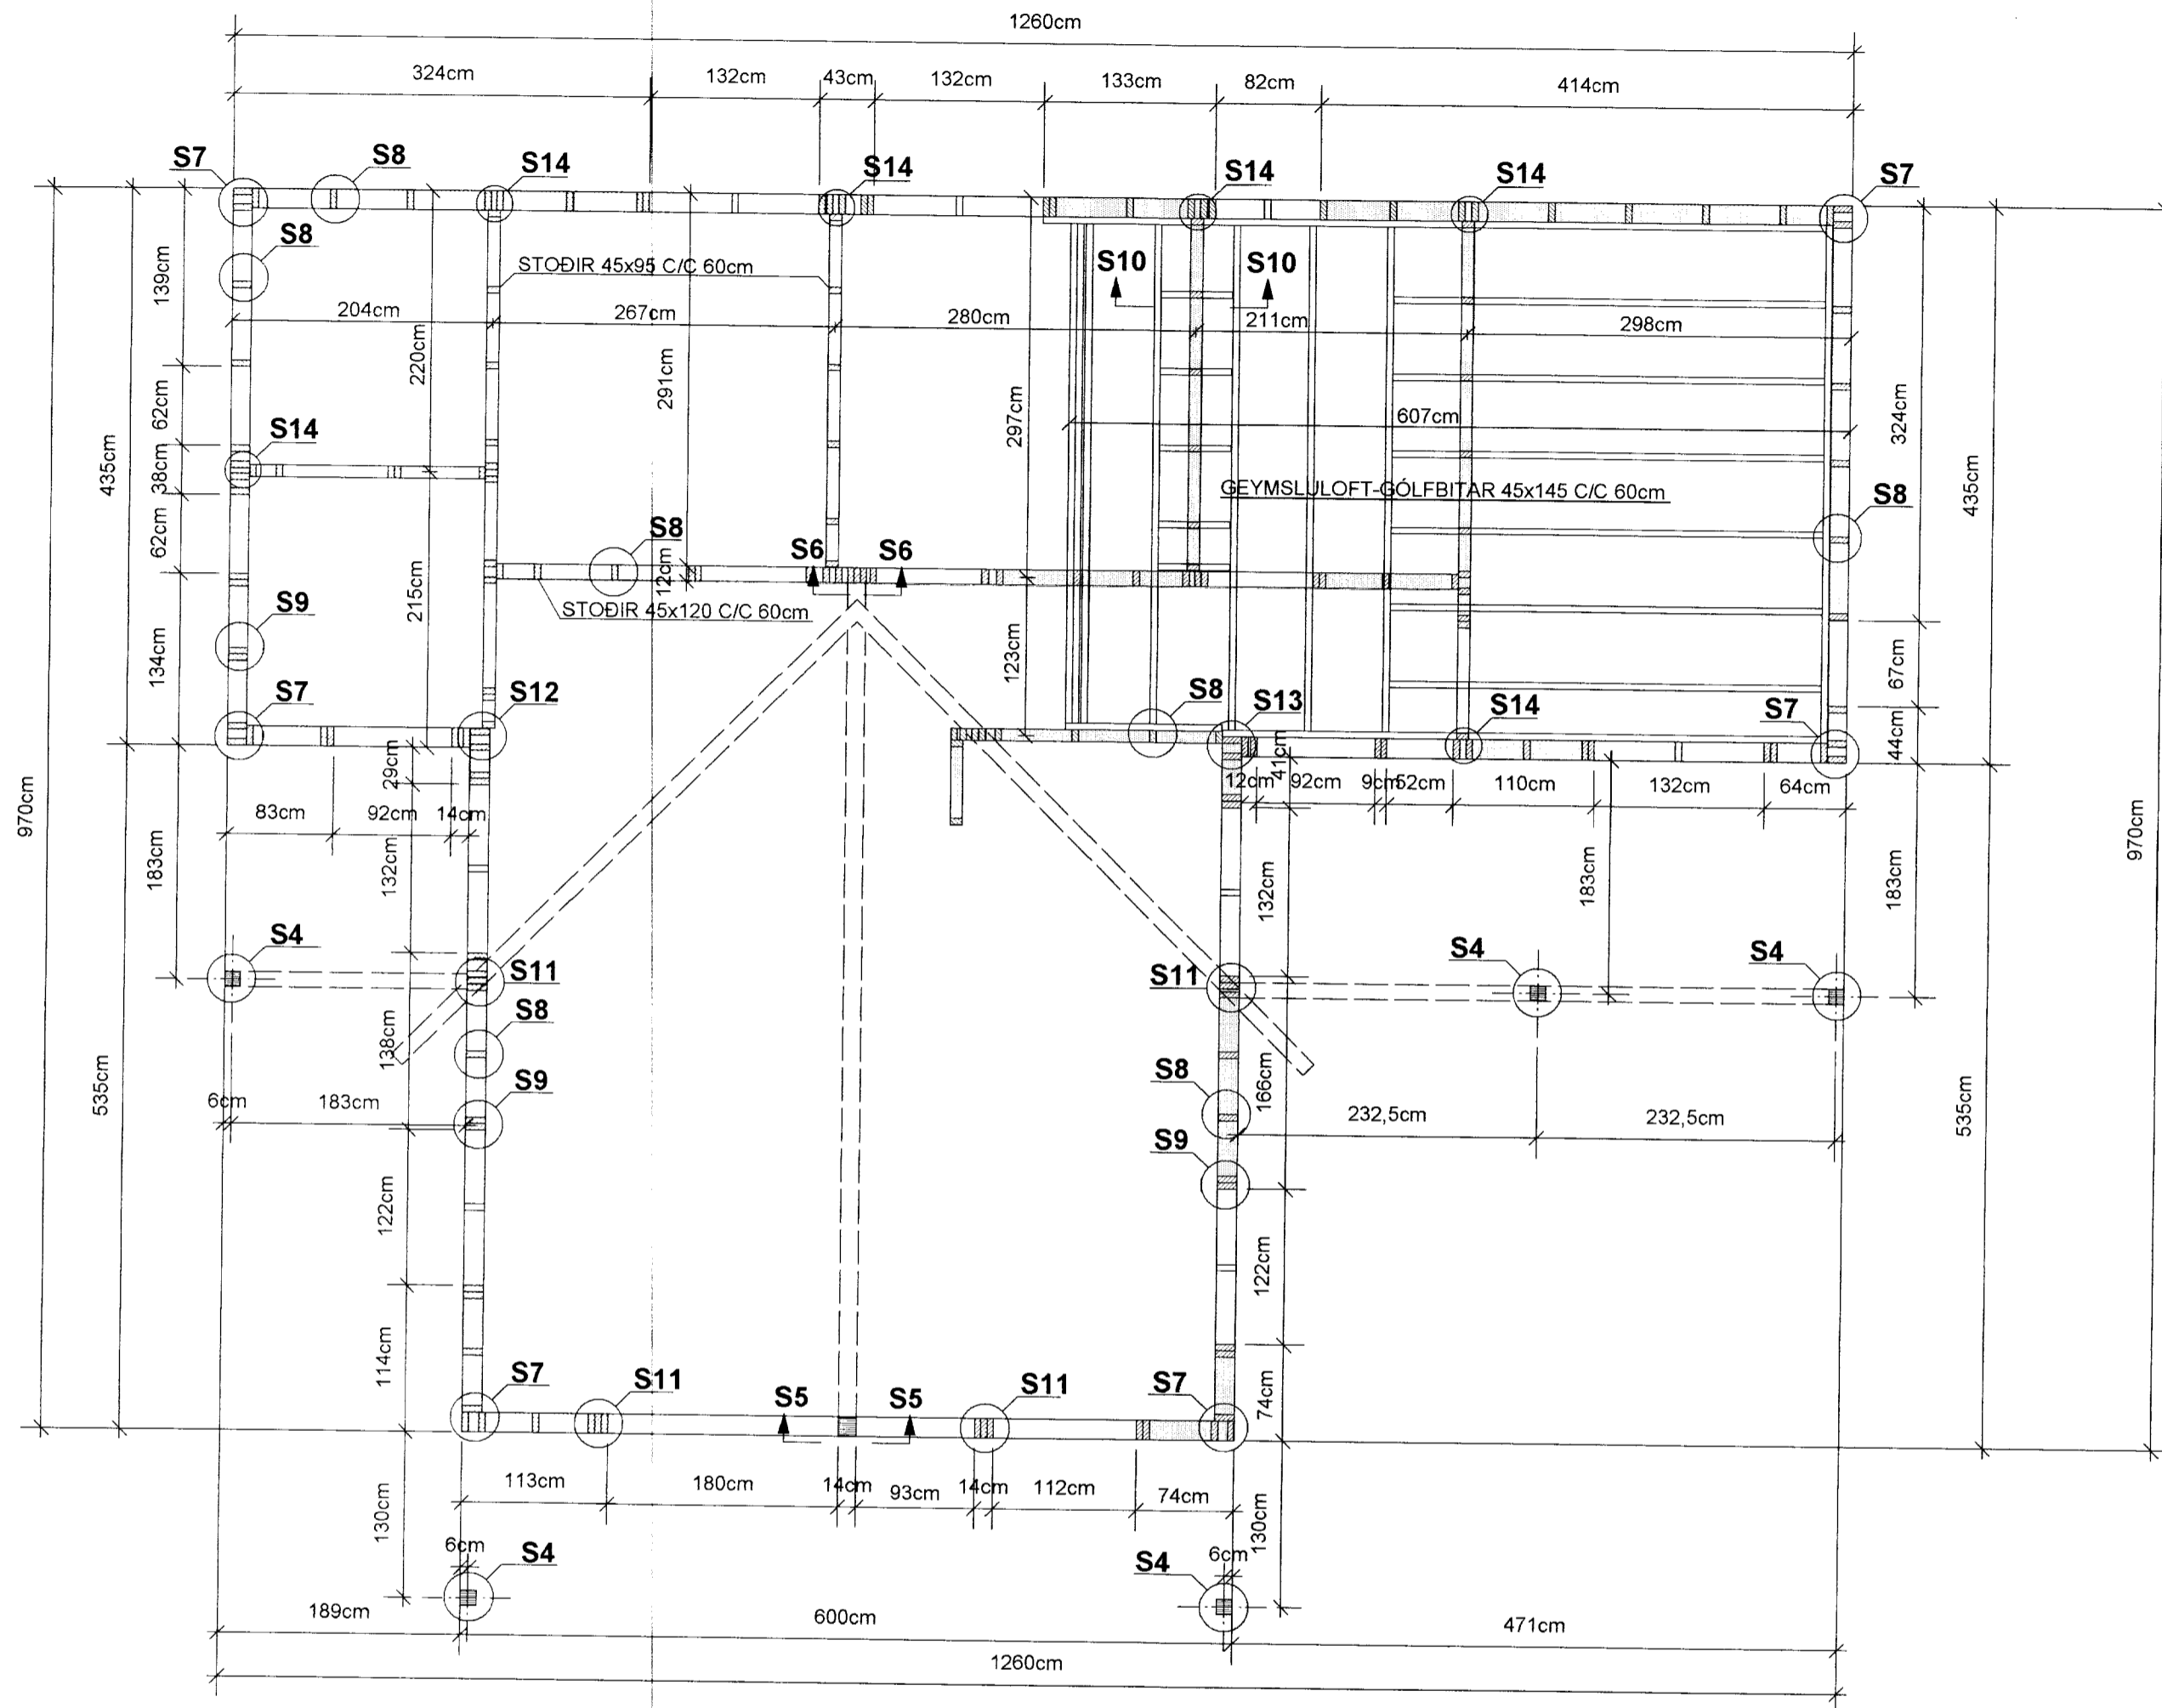 1260cm
324cm 132cm 43cm 132cm 133cm 82cm 414cm
S7 S8 S14 S14 S14 S14 S7
S8
139cm
STOÐIR 45x95 C/C 60cm
S10 S10
204cm 267cm 280cm 211cm 298cm
220cm
291cm
297cm
62cm
607cm
324cm
435cm
S14
38cm
GEYMSLULOFT-GÓLFBITAR 45x145 C/C 60cm
S8
435cm
62cm
S8
S6 S6
12cm
215cm
STOÐIR 45x120 C/C 60cm
S9
134cm
123cm
67cm
S7 S12
S8 S13 S14 S7
44cm
29cm
41cm
970cm
83cm 92cm 14cm
12cm 92cm 9cm 52cm 110cm 132cm 64cm
970cm
183cm
132cm
132cm
183cm
183cm
S4 S11
S11 S4 S4
S8
138cm
S8
166cm
S9
S9
6cm 183cm
232,5cm 232,5cm
535cm
535cm
122cm
122cm
114cm
74cm
S7 S11 S5 S5 S11 S7
113cm 180cm 14cm 93cm 14cm 112cm 74cm
130cm
130cm
6cm S4
S4 6cm
189cm 600cm 471cm
1260cm